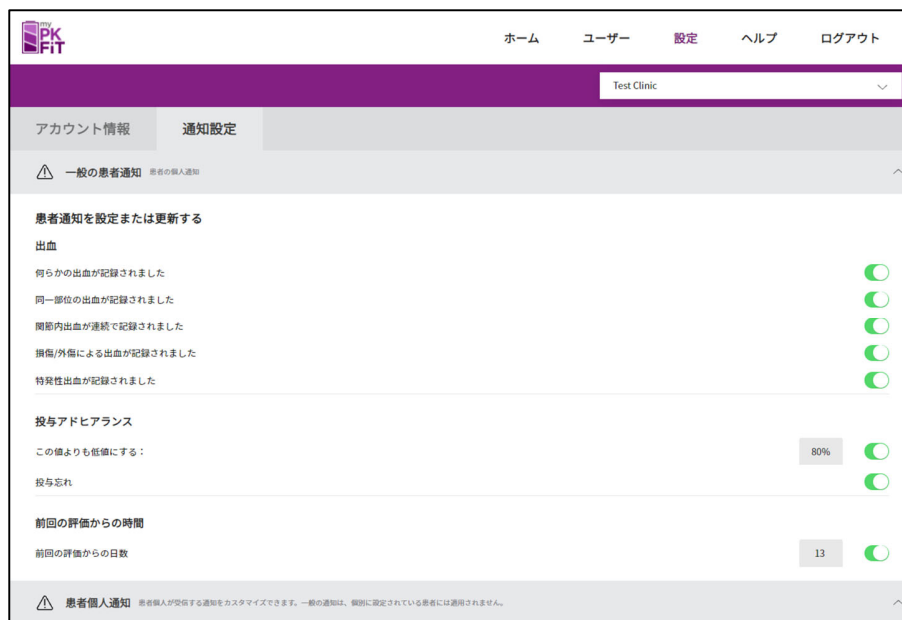 my
PK
FiT
ホーム ユーザー 設定 ヘルプ ログアウト
Test Clinic
アカウント情報 通知設定
一般の患者通知 患者の個人通知
患者通知を設定または更新する
出血
何らかの出血が記録されました
同一部位の出血が記録されました
関節内出血が連続で記録されました
損傷/外傷による出血が記録されました
特発性出血が記録されました
投与アドヒアランス
この値よりも低値にする: 80%
投与忘れ
前回の評価からの時間
前回の評価からの日数 13
患者個人通知 患者個人が受信する通知をカスタマイズできます。一般の通知は、個別に設定されている患者には適用されません。